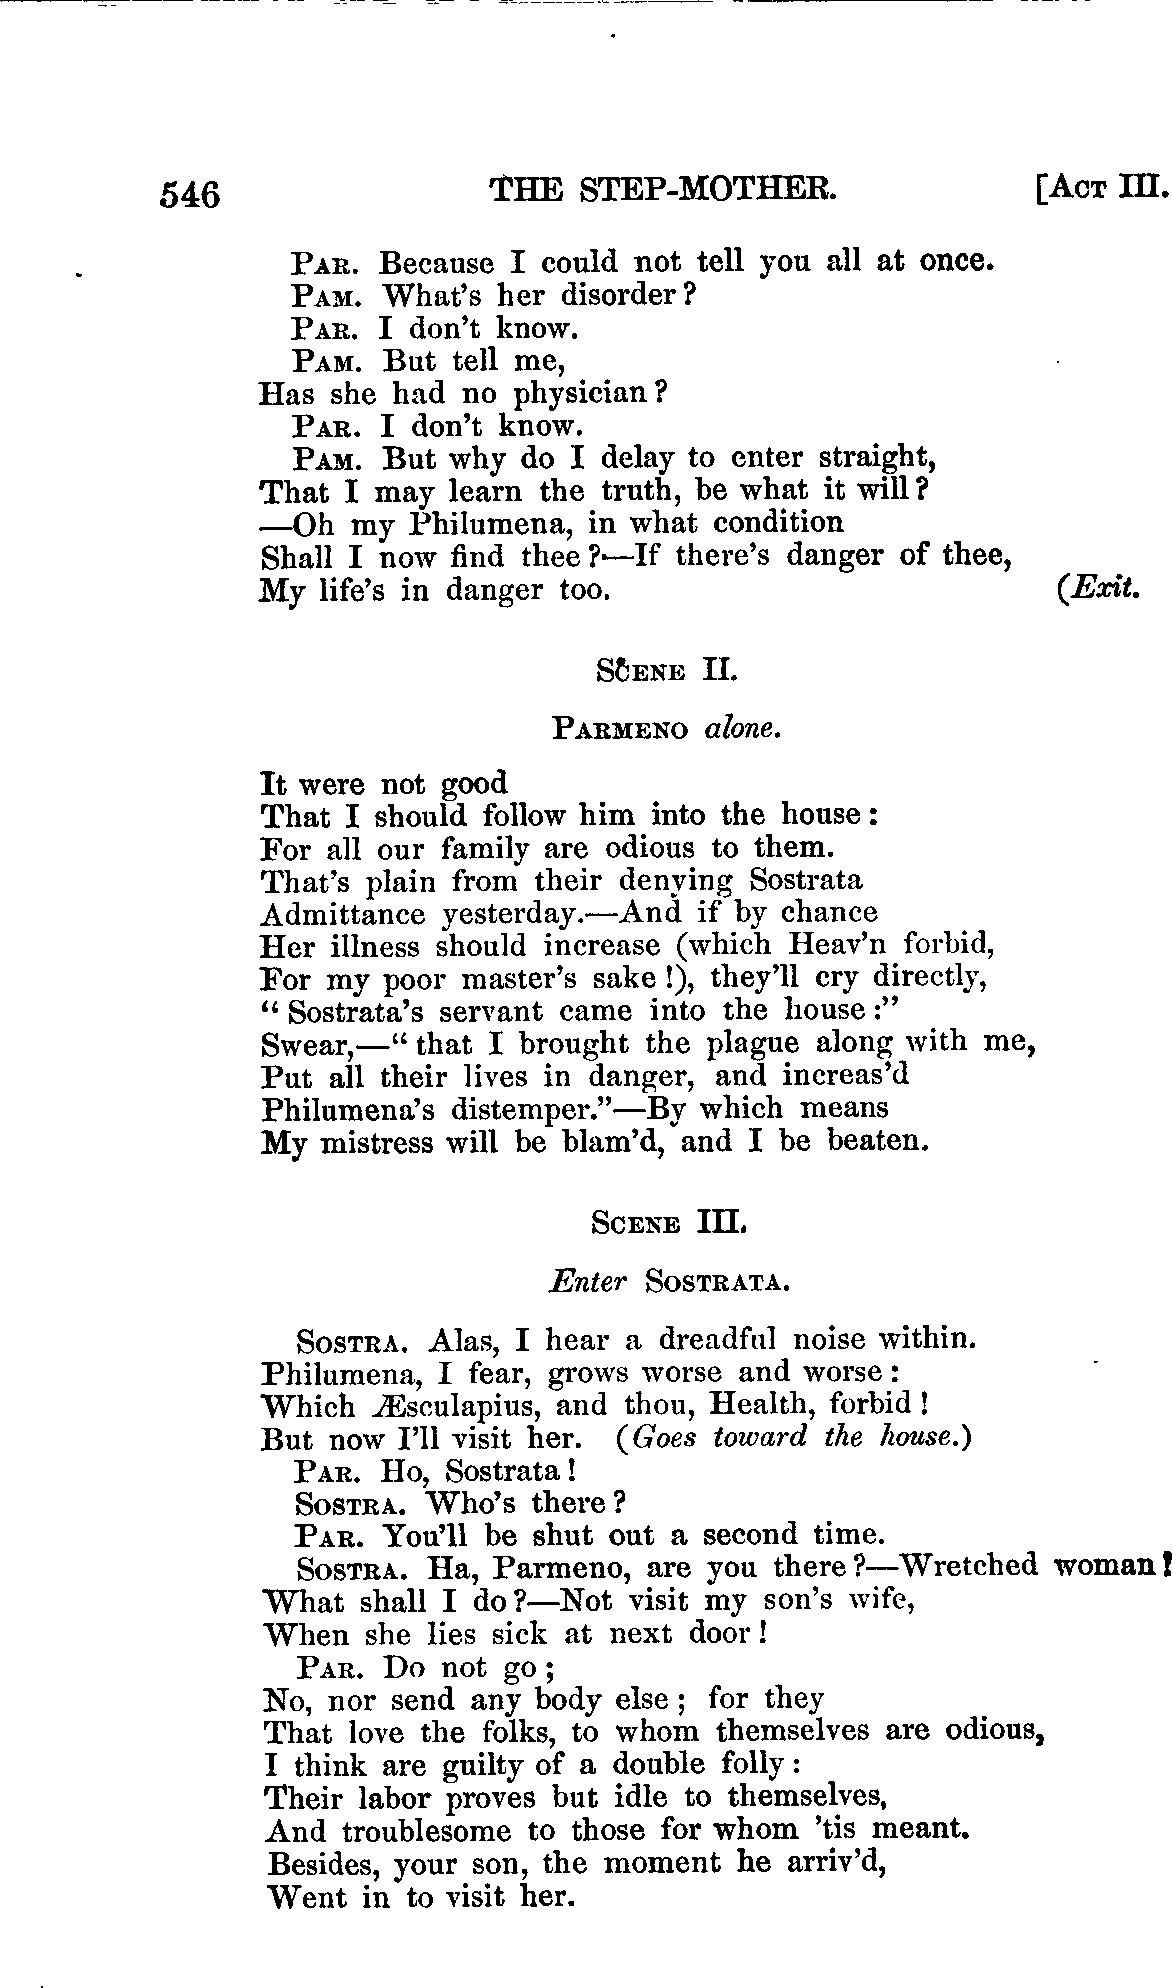 546 THE STEP-MOTHER. [ACT III.
PAR. Because I could not tell you all at once.
PAM. What's her disorder?
PAR. I don't know.
PAM. But tell me,
Has she had no physician?
PAR. I don't know.
PAM. But why do I delay to enter straight,
That I may learn the truth, be what it will?
—Oh my Philumena, in what condition
Shall I now find thee?—If there's danger of thee,
My life's in danger too. (Exit.
SCENE II.
PARMENO alone.
It were not good
That I should follow him into the house:
For all our family are odious to them.
That's plain from their denying Sostrata
Admittance yesterday.—And if by chance
Her illness should increase (which Heav'n forbid,
For my poor master's sake!), they'll cry directly,
"Sostrata's servant came into the house:"
Swear,—"that I brought the plague along with me,
Put all their lives in danger, and increas'd
Philumena's distemper."—By which means
My mistress will be blam'd, and I be beaten.
SCENE III.
Enter SOSTRATA.
SOSTRA. Alas, I hear a dreadful noise within.
Philumena, I fear, grows worse and worse:
Which Æsculapius, and thou, Health, forbid!
But now I'll visit her. (Goes toward the house.)
PAR. Ho, Sostrata!
SOSTRA. Who's there?
PAR. You'll be shut out a second time.
SOSTRA. Ha, Parmeno, are you there?—Wretched woman!
What shall I do?—Not visit my son's wife,
When she lies sick at next door!
PAR. Do not go;
No, nor send any body else; for they
That love the folks, to whom themselves are odious,
I think are guilty of a double folly:
Their labor proves but idle to themselves,
And troublesome to those for whom 'tis meant.
Besides, your son, the moment he arriv'd,
Went in to visit her.